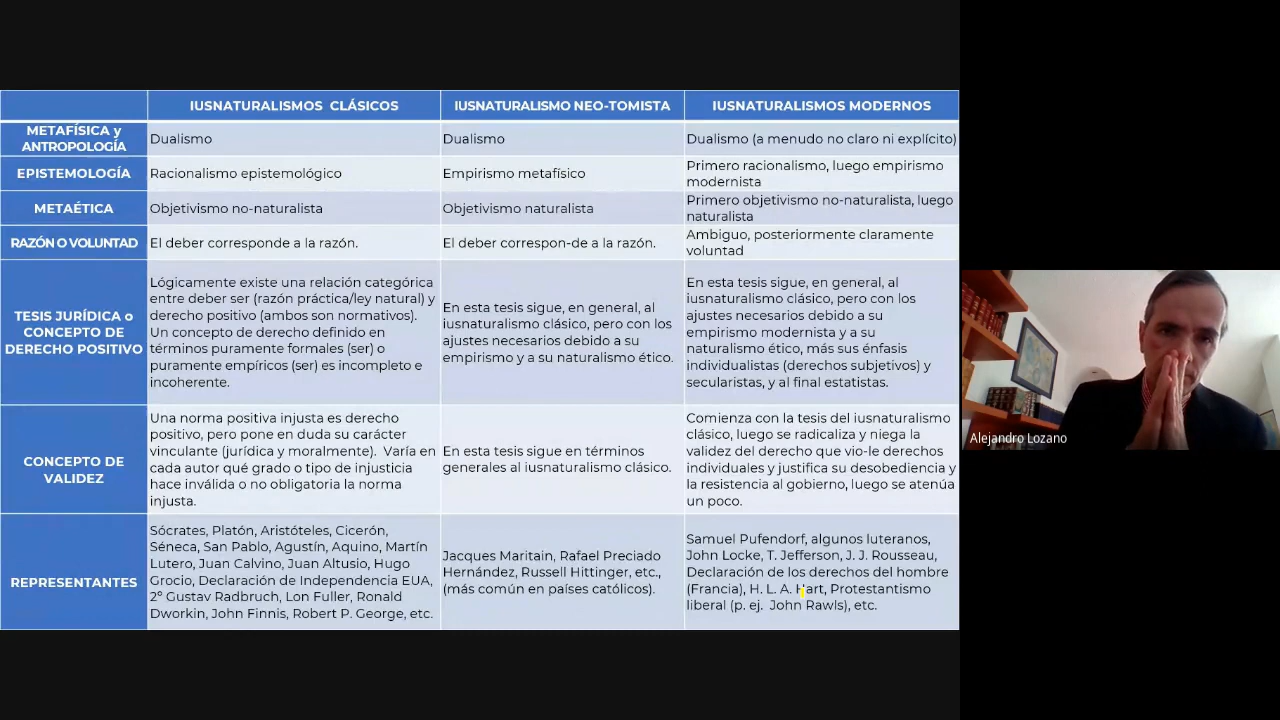 IUSNATURALISMOS CLÁSICOS
IUSNATURALISMO NEO-TOMISTA
IUSNATURALISMOS MODERNOS
METAFÍSICA y
ANTROPOLOGÍA
Dualismo
Dualismo
Dualismo (a menudo no claro ni explícito)
EPISTEMOLOGÍA
Racionalismo epistemológico
Empirismo metafísico
Primero racionalismo, luego empirismo
modernista
METAÉTICA
Objetivismo no-naturalista
Objetivismo naturalista
Primero objetivismo no-naturalista, luego
naturalista
RAZÓN O VOLUNTAD
El deber corresponde a la razón.
El deber correspon-de a la razón.
Ambiguo, posteriormente claramente
voluntad
TESIS JURÍDICA o
CONCEPTO DE
DERECHO POSITIVO
Lógicamente existe una relación categórica
entre deber ser (razón práctica/ley natural) y
derecho positivo (ambos son normativos).
Un concepto de derecho definido en
términos puramente formales (ser) o
puramente empíricos (ser) es incompleto e
incoherente.
En esta tesis sigue, en general, al
iusnaturalismo clásico, pero con los
ajustes necesarios debido a su
empirismo y a su naturalismo ético.
En esta tesis sigue, en general, al
iusnaturalismo clásico, pero con los
ajustes necesarios debido a su
empirismo modernista y a su
naturalismo ético, más sus énfasis
individualistas (derechos subjetivos) y
secularistas, y al final estatistas.
CONCEPTO DE
VALIDEZ
Una norma positiva injusta es derecho
positivo, pero pone en duda su carácter
vinculante (jurídica y moralmente). Varía en
cada autor qué grado o tipo de injusticia
hace inválida o no obligatoria la norma
injusta.
En esta tesis sigue en términos
generales al iusnaturalismo clásico.
Comienza con la tesis del iusnaturalismo
clásico, luego se radicaliza y niega la
validez del derecho que vio-le derechos
individuales y justifica su desobediencia y
la resistencia al gobierno, luego se atenúa
un poco.
REPRESENTANTES
Sócrates, Platón, Aristóteles, Cicerón,
Séneca, San Pablo, Agustín, Aquino, Martín
Lutero, Juan Calvino, Juan Altusio, Hugo
Grocio, Declaración de Independencia EUA,
2º Gustav Radbruch, Lon Fuller, Ronald
Dworkin, John Finnis, Robert P. George, etc.
Jacques Maritain, Rafael Preciado
Hernández, Russell Hittinger, etc.,
(más común en países católicos).
Samuel Pufendorf, algunos luteranos,
John Locke, T. Jefferson, J. J. Rousseau,
Declaración de los derechos del hombre
(Francia), H. L. A. Hart, Protestantismo
liberal (p. ej. John Rawls), etc.
Alejandro Lozano